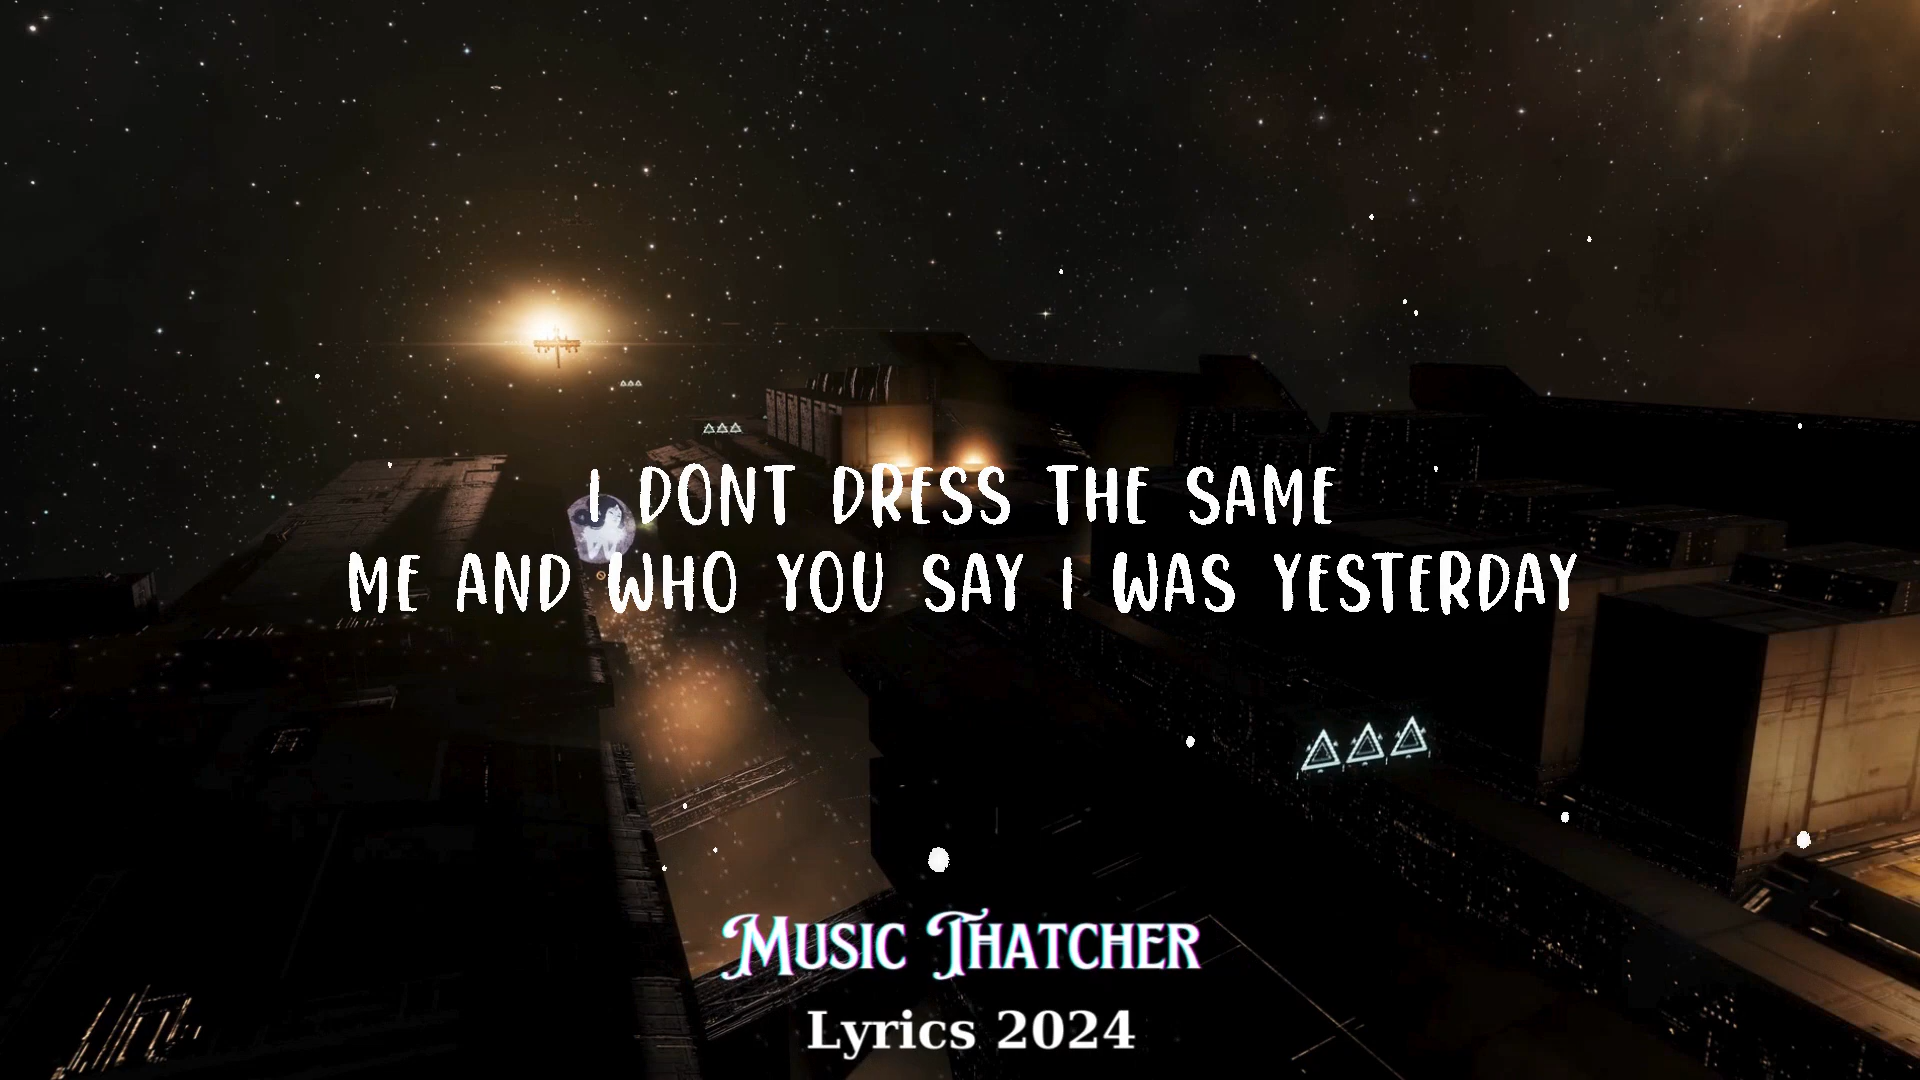 I DONT DRESS THE SAME
ME AND WHO YOU SAY I WAS YESTERDAY
MUSIC THATCHER
Lyrics 2024